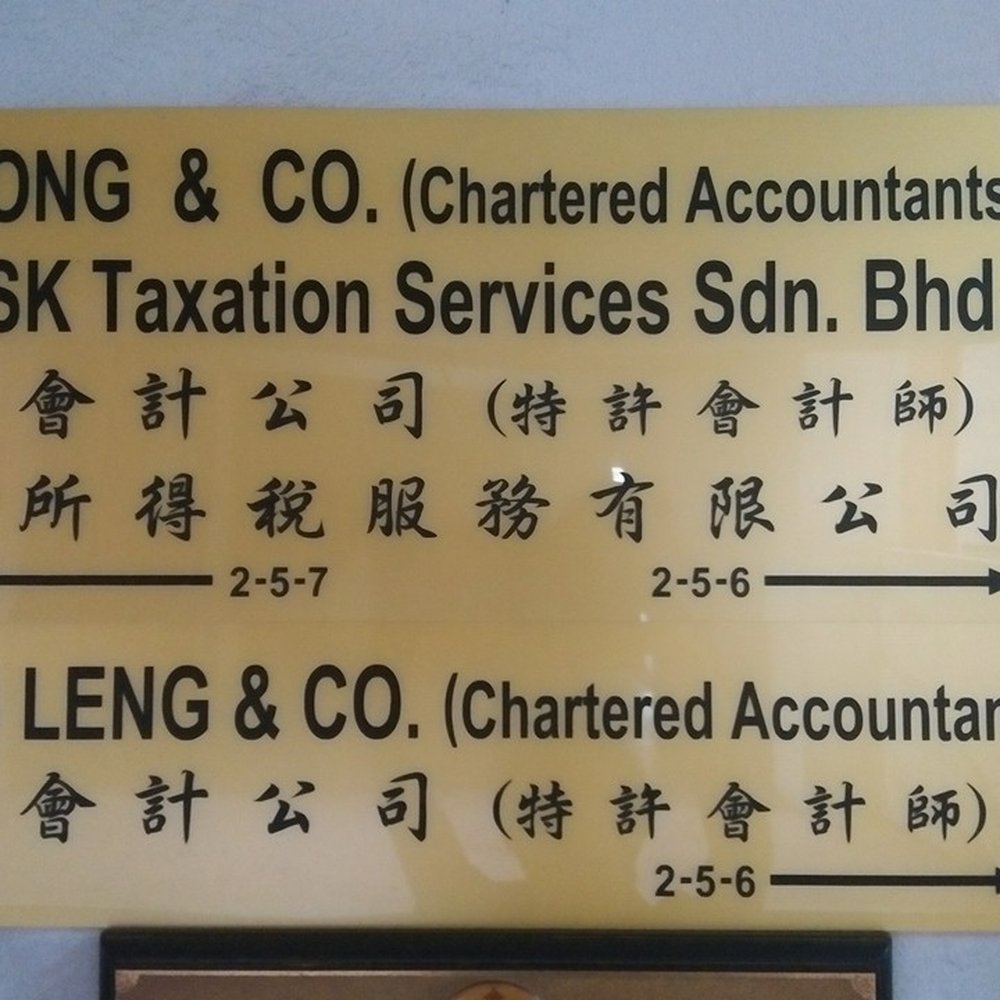 ONG & CO. (Chartered Accountants
SK Taxation Services Sdn. Bhd
會計公司(特許會計師)
所得稅服務有限公司
2-5-7 2-5-6
LENG & CO. (Chartered Accountan
會計公司(特許會計師)
2-5-6